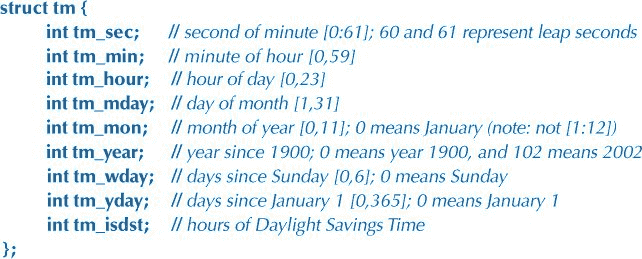 struct tm {
int tm_sec; // second of minute [0:61]; 60 and 61 represent leap seconds
int tm_min; // minute of hour [0,59]
int tm_hour; // hour of day [0,23]
int tm_mday; // day of month [1,31]
int tm_mon; // month of year [0,11]; 0 means January (note: not [1:12])
int tm_year; // year since 1900; 0 means year 1900, and 102 means 2002
int tm_wday; // days since Sunday [0,6]; 0 means Sunday
int tm_yday; // days since January 1 [0,365]; 0 means January 1
int tm_isdst; // hours of Daylight Savings Time
};